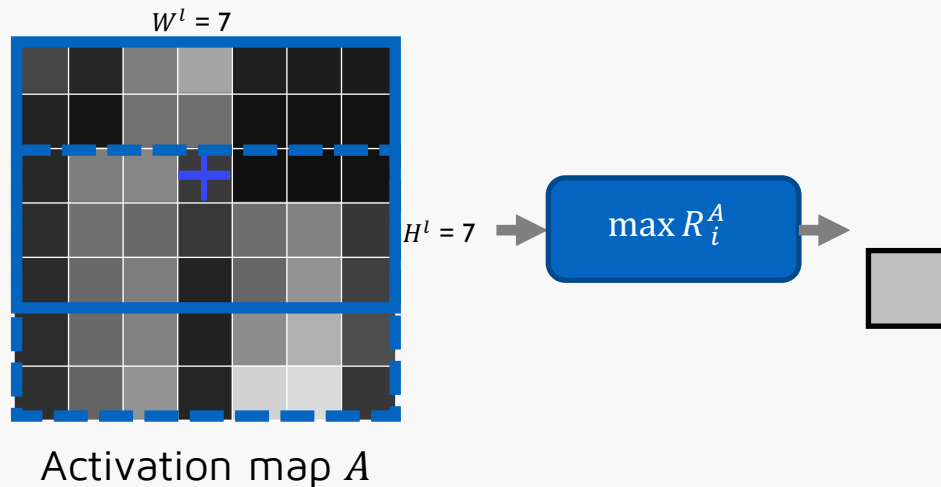 W^l = 7
H^l = 7
max R_i^A
Activation map A